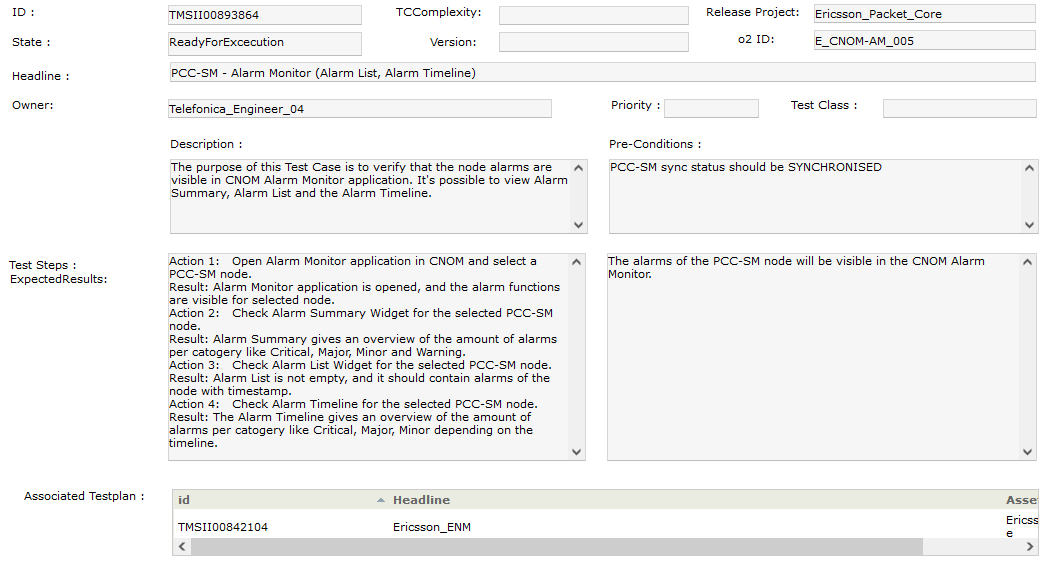 ID : TMSII00893864 TCComplexity: Release Project: Ericsson_Packet_Core
State : ReadyForExcecution Version: o2 ID: E_CNOM-AM_005
Headline : PCC-SM - Alarm Monitor (Alarm List, Alarm Timeline)
Owner: Telefonica_Engineer_04 Priority : Test Class :
Description :
The purpose of this Test Case is to verify that the node alarms are
visible in CNOM Alarm Monitor application. It's possible to view Alarm
Summary, Alarm List and the Alarm Timeline.
Pre-Conditions :
PCC-SM sync status should be SYNCHRONISED
Test Steps :
ExpectedResults:
Action 1: Open Alarm Monitor application in CNOM and select a
PCC-SM node.
Result: Alarm Monitor application is opened, and the alarm functions
are visible for selected node.
Action 2: Check Alarm Summary Widget for the selected PCC-SM
node.
Result: Alarm Summary gives an overview of the amount of alarms
per catogery like Critical, Major, Minor and Warning.
Action 3: Check Alarm List Widget for the selected PCC-SM node.
Result: Alarm List is not empty, and it should contain alarms of the
node with timestamp.
Action 4: Check Alarm Timeline for the selected PCC-SM node.
Result: The Alarm Timeline gives an overview of the amount of
alarms per catogery like Critical, Major, Minor depending on the
timeline.
The alarms of the PCC-SM node will be visible in the CNOM Alarm
Monitor.
Associated Testplan :
id Headline Asse
TMSII00842104 Ericsson_ENM Ericss
e